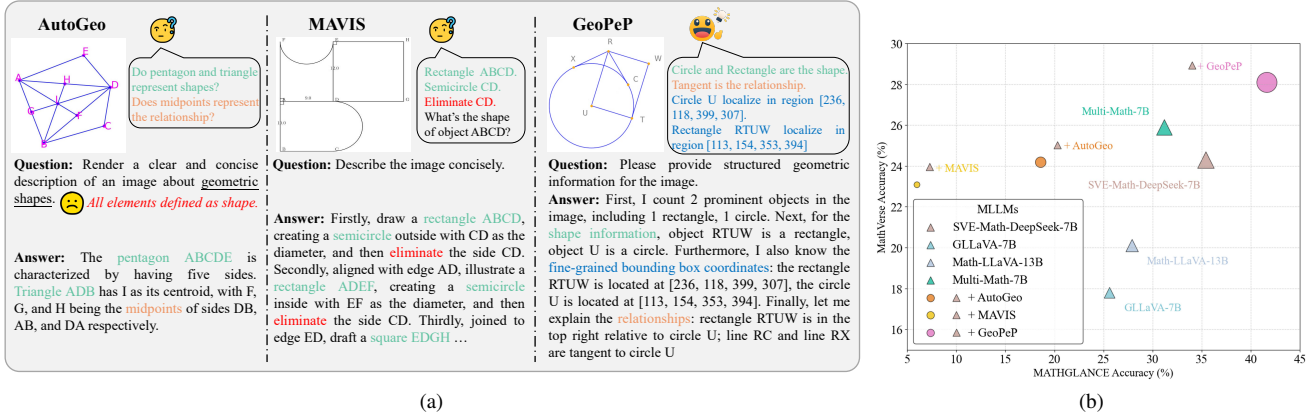 AutoGeo
Do pentagon and triangle
represent shapes?
Does midpoints represent
the relationship?
E
A
H
D
G
I
F
C
B
Question: Render a clear and concise
description of an image about geometric
shapes. All elements defined as shape.
Answer: The pentagon ABCDE is
characterized by having five sides.
Triangle ADB has I as its centroid, with F,
G, and H being the midpoints of sides DB,
AB, and DA respectively.
MAVIS
Rectangle ABCD.
Semicircle CD.
Eliminate CD.
What's the shape
of object ABCD?
Question: Describe the image concisely.
Answer: Firstly, draw a rectangle ABCD,
creating a semicircle outside with CD as the
diameter, and then eliminate the side CD.
Secondly, aligned with edge AD, illustrate a
rectangle ADEF, creating a semicircle
inside with EF as the diameter, and then
eliminate the side CD. Thirdly, joined to
edge ED, draft a square EDGH …
GeoPeP
Circle and Rectangle are the shape.
Tangent is the relationship.
Circle U localize in region [236,
118, 399, 307].
Rectangle RTUW localize in
region [113, 154, 353, 394]
R
X
W
C
U
T
Question: Please provide structured geometric
information for the image.
Answer: First, I count 2 prominent objects in the
image, including 1 rectangle, 1 circle. Next, for the
shape information, object RTUW is a rectangle,
object U is a circle. Furthermore, I also know the
fine-grained bounding box coordinates: the rectangle
RTUW is located at [236, 118, 399, 307], the circle
U is located at [113, 154, 353, 394]. Finally, let me
explain the relationships: rectangle RTUW is in the
top right relative to circle U; line RC and line RX
are tangent to circle U
(a)
MathVerse Accuracy (%)
30
28
26
24
22
20
18
16
+ GeoPeP
Multi-Math-7B
+ AutoGeo
+ MAVIS
SVE-Math-DeepSeek-7B
Math-LLaVA-13B
GLLaVA-7B
MLLMs
SVE-Math-DeepSeek-7B
GLLaVA-7B
Math-LLaVA-13B
Multi-Math-7B
+ AutoGeo
+ MAVIS
+ GeoPeP
5 10 15 20 25 30 35 40 45
MATHGLANCE Accuracy (%)
(b)